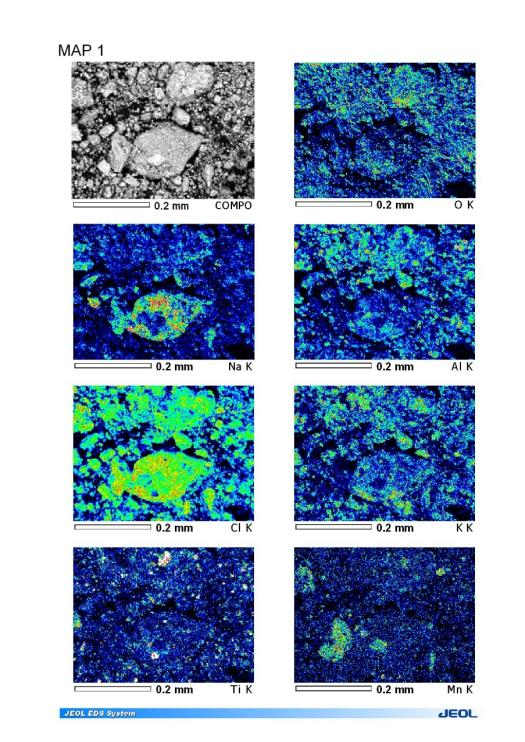 MAP 1
0.2 mm COMPO
0.2 mm O K
0.2 mm Na K
0.2 mm Al K
0.2 mm Cl K
0.2 mm K K
0.2 mm Ti K
0.2 mm Mn K
JEOL EDS System JEOL